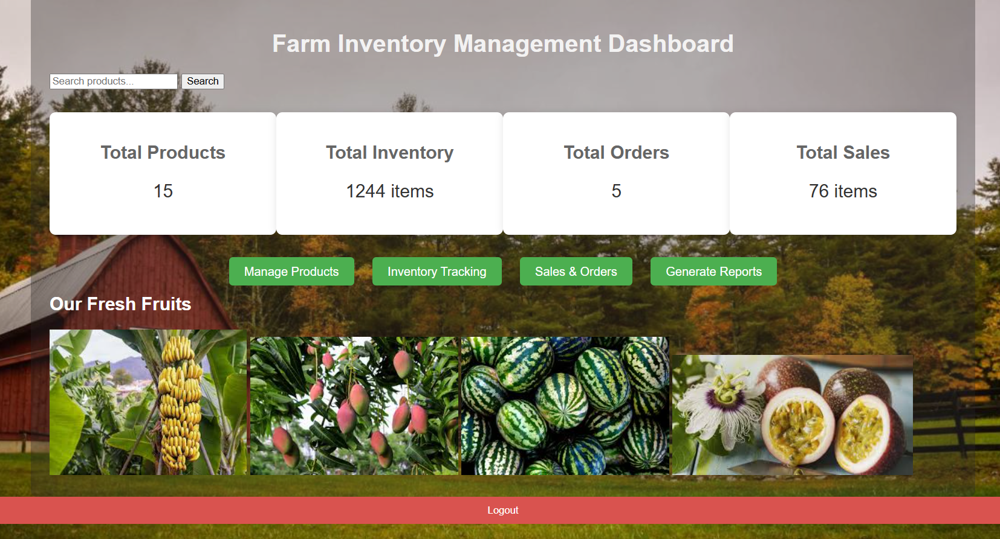 Farm Inventory Management Dashboard
Search products... Search
Total Products
15
Total Inventory
1244 items
Total Orders
5
Total Sales
76 items
Manage Products
Inventory Tracking
Sales & Orders
Generate Reports
Our Fresh Fruits
Logout